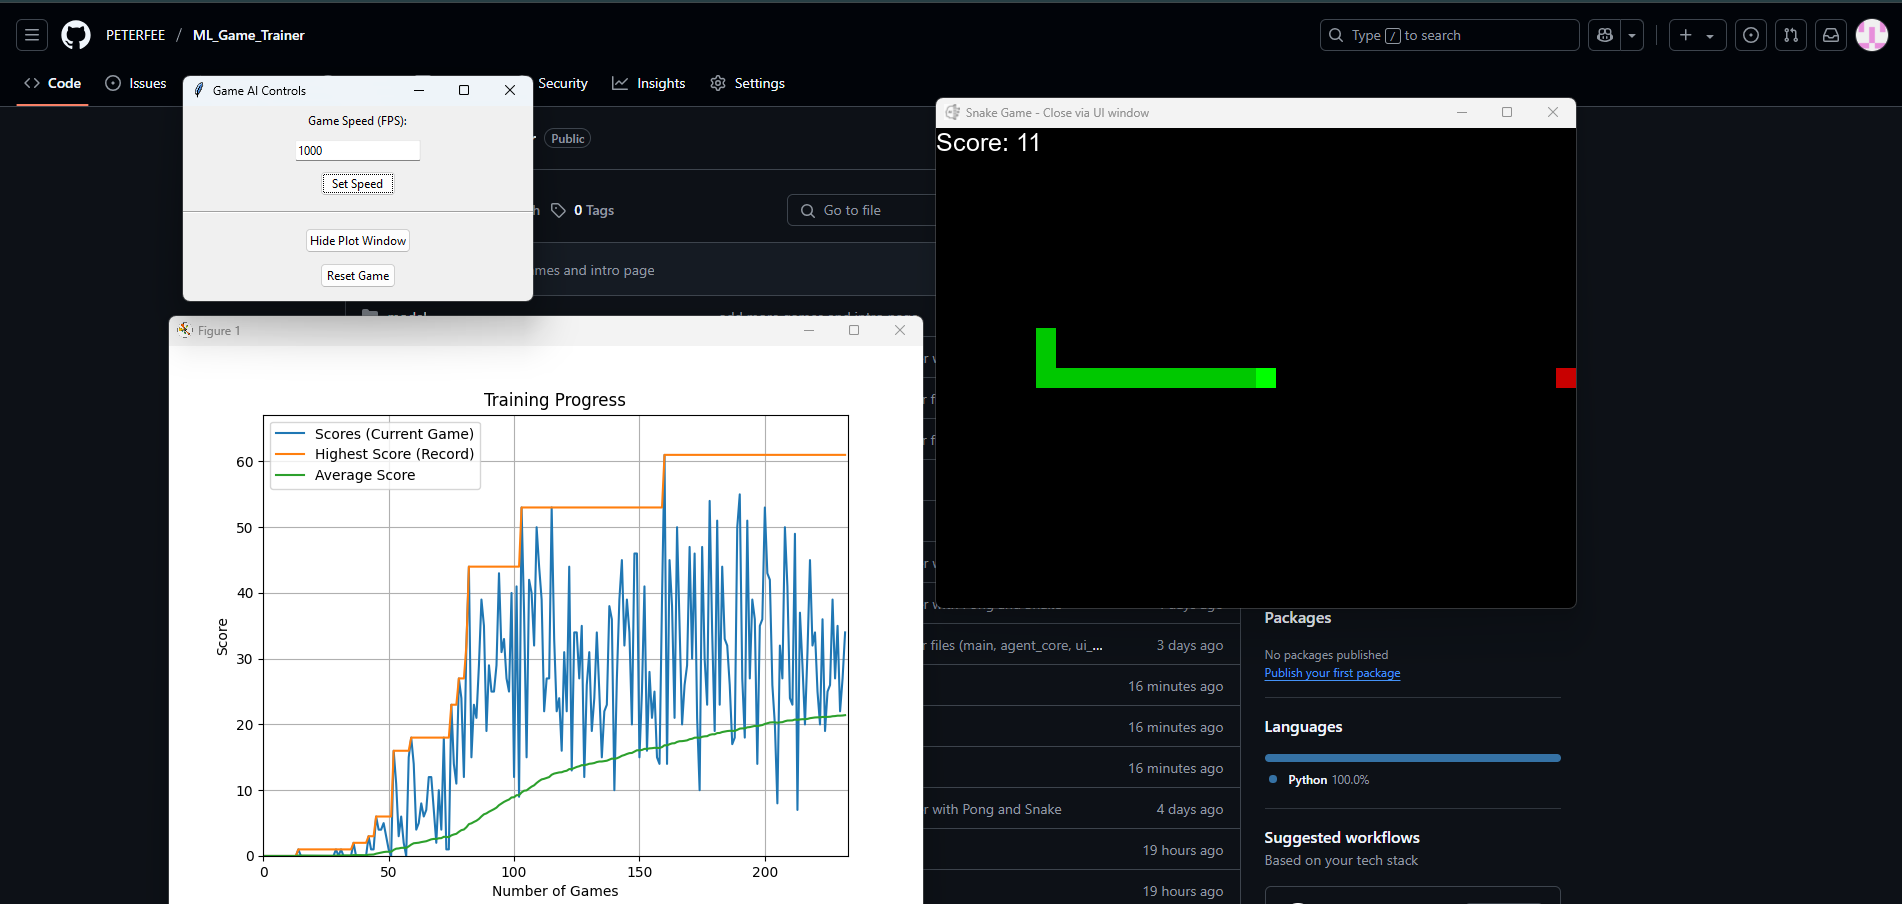 PETERFEE / ML_Game_Trainer
Type / to search
Code
Issues
Security
Insights
Settings
Game AI Controls
Game Speed (FPS):
1000
Set Speed
Hide Plot Window
Reset Game
Public
0 Tags
Go to file
and intro page
Snake Game - Close via UI window
Score: 11
Figure 1
Training Progress
Scores (Current Game)
Highest Score (Record)
Average Score
60
50
40
30
20
10
0
Score
0 50 100 150 200
Number of Games
files (main, agent_core, ui_... 3 days ago
16 minutes ago
16 minutes ago
16 minutes ago
with Pong and Snake 4 days ago
19 hours ago
19 hours ago
Packages
No packages published
Publish your first package
Languages
Python 100.0%
Suggested workflows
Based on your tech stack